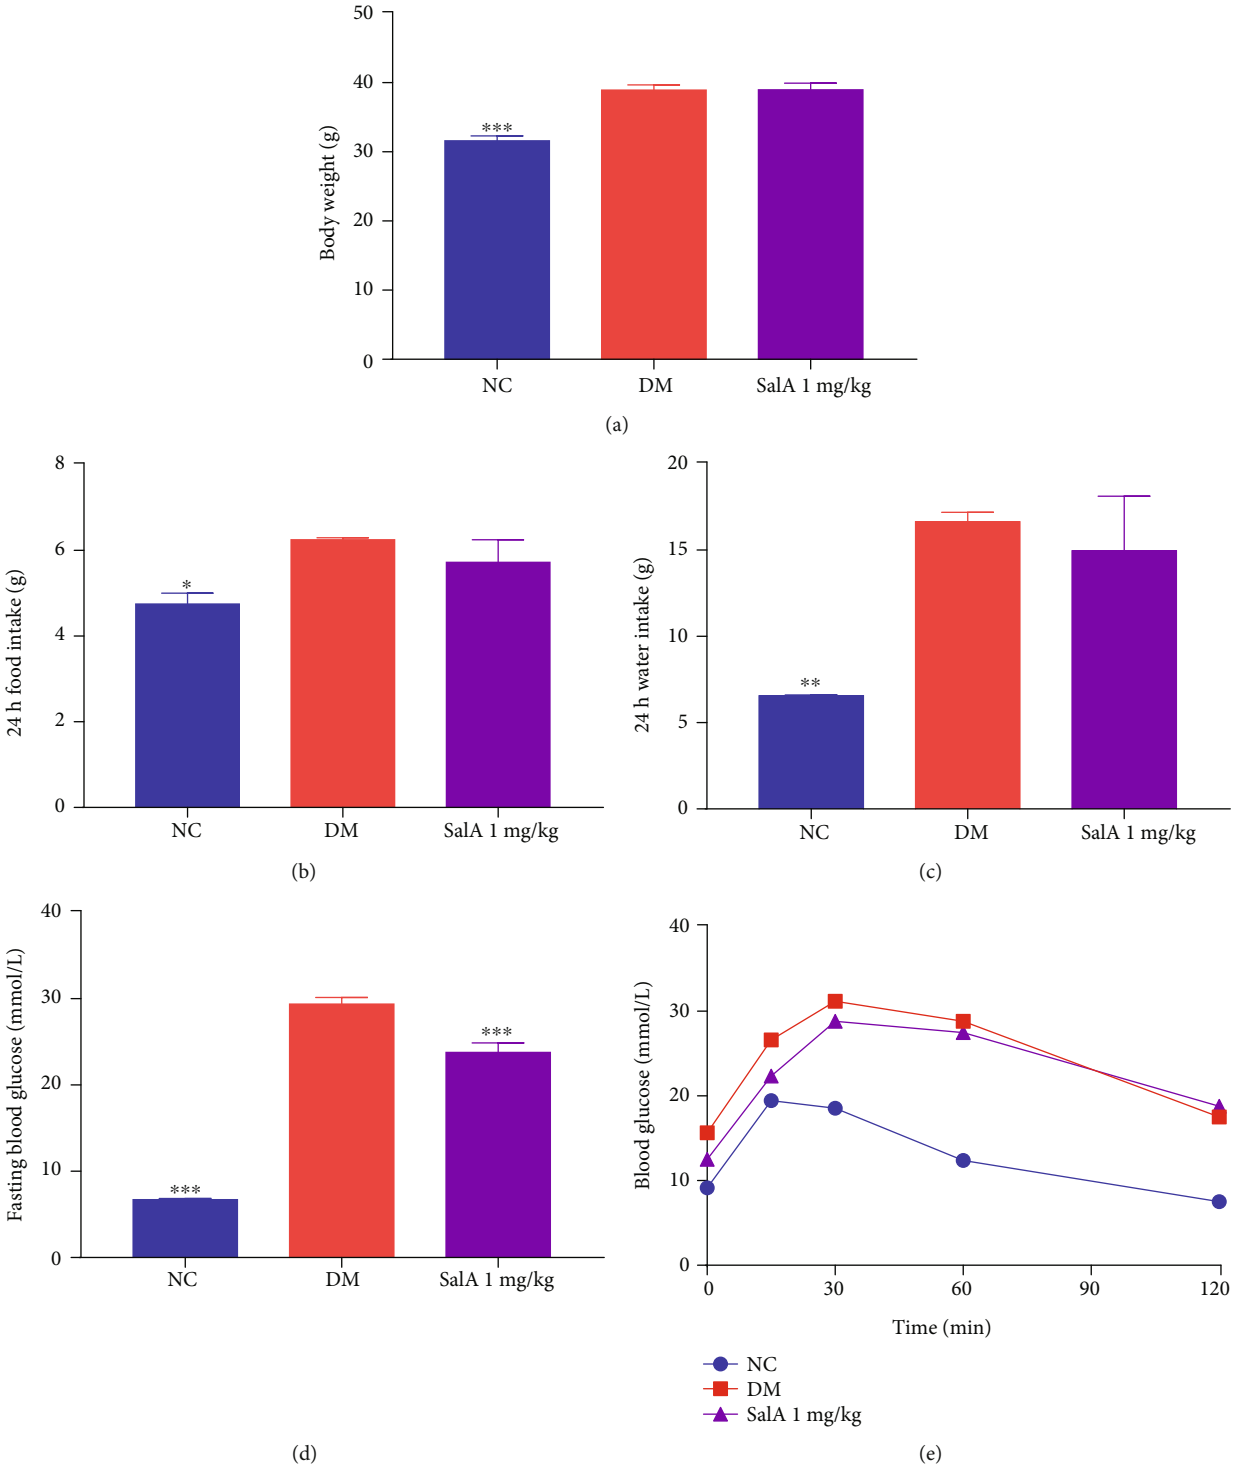 50
40
30
20
10
0
Body weight (g)
***
NC
DM
SalA 1 mg/kg
(a)
8
6
4
2
0
24 h food intake (g)
*
NC
DM
SalA 1 mg/kg
(b)
20
15
10
5
0
24 h water intake (g)
**
NC
DM
SalA 1 mg/kg
(c)
40
30
20
10
0
Fasting blood glucose (mmol/L)
***
***
NC
DM
SalA 1 mg/kg
(d)
40
30
20
10
0
Blood glucose (mmol/L)
0
30
60
90
120
Time (min)
NC
DM
SalA 1 mg/kg
(e)